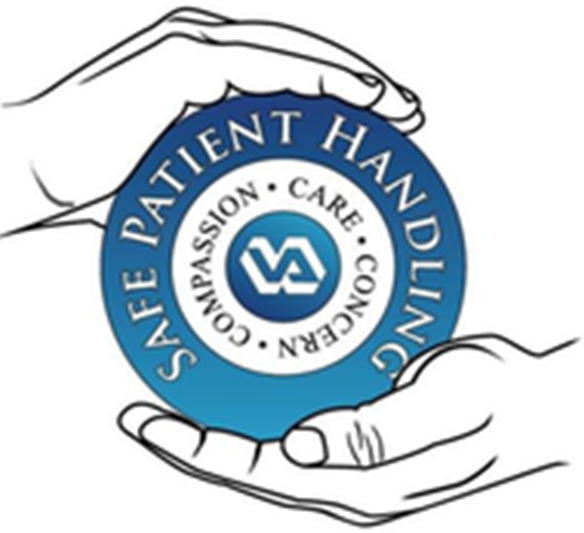 SAFE PATIENT HANDLING
COMPASSION • CARE • CONCERN •
VA